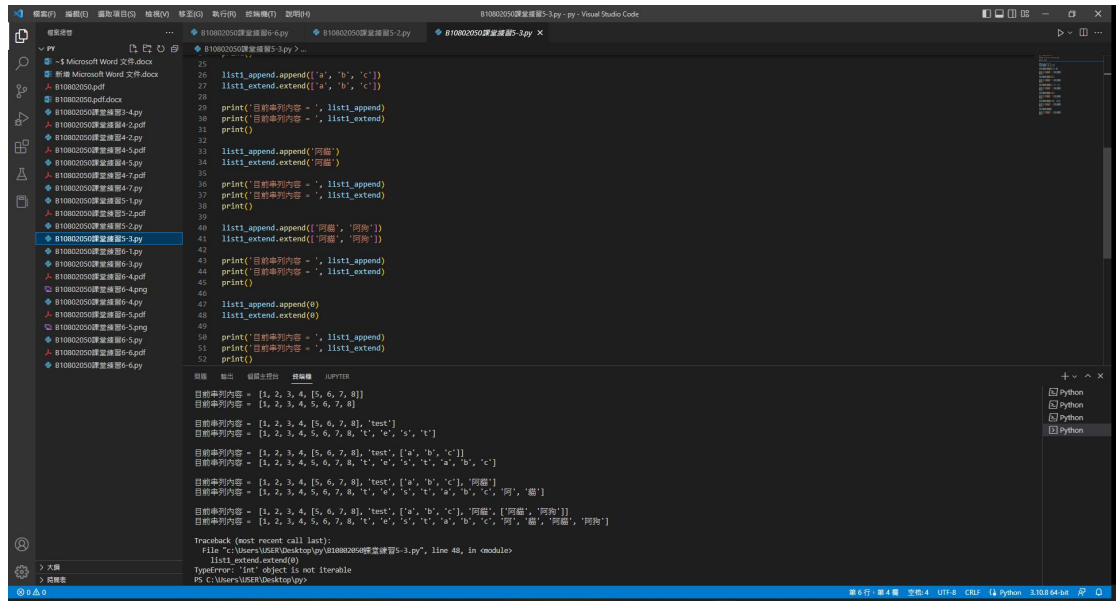 檔案(F) 編輯(E) 選取項目(S) 檢視(V) 移至(G) 執行(R) 終端機(T) 說明(H)
B10802050課堂練習5-3.py - py - Visual Studio Code
檔案總管
B10802050課堂練習6-6.py
B10802050課堂練習5-2.py
B10802050課堂練習5-3.py
PY
~$ Microsoft Word 文件.docx
新增 Microsoft Word 文件.docx
B10802050.pdf
B10802050.pdf.docx
B10802050課堂練習3-4.py
B10802050課堂練習4-2.pdf
B10802050課堂練習4-2.py
B10802050課堂練習4-5.pdf
B10802050課堂練習4-5.py
B10802050課堂練習4-7.pdf
B10802050課堂練習4-7.py
B10802050課堂練習5-1.py
B10802050課堂練習5-2.pdf
B10802050課堂練習5-2.py
B10802050課堂練習5-3.py
B10802050課堂練習6-1.py
B10802050課堂練習6-3.py
B10802050課堂練習6-4.pdf
B10802050課堂練習6-4.png
B10802050課堂練習6-4.py
B10802050課堂練習6-5.pdf
B10802050課堂練習6-5.png
B10802050課堂練習6-5.py
B10802050課堂練習6-6.pdf
B10802050課堂練習6-6.py
大綱
時間表
B10802050課堂練習5-3.py > ...
25
26 list1_append.append(['a', 'b', 'c'])
27 list1_extend.extend(['a', 'b', 'c'])
28
29 print('目前串列內容 = ', list1_append)
30 print('目前串列內容 = ', list1_extend)
31 print()
32
33 list1_append.append('阿貓')
34 list1_extend.extend('阿貓')
35
36 print('目前串列內容 = ', list1_append)
37 print('目前串列內容 = ', list1_extend)
38 print()
39
40 list1_append.append(['阿貓', '阿狗'])
41 list1_extend.extend(['阿貓', '阿狗'])
42
43 print('目前串列內容 = ', list1_append)
44 print('目前串列內容 = ', list1_extend)
45 print()
46
47 list1_append.append(0)
48 list1_extend.extend(0)
49
50 print('目前串列內容 = ', list1_append)
51 print('目前串列內容 = ', list1_extend)
52 print()
問題 輸出 偵錯主控台 終端機 JUPYTER
目前串列內容 = [1, 2, 3, 4, [5, 6, 7, 8]]
目前串列內容 = [1, 2, 3, 4, 5, 6, 7, 8]
目前串列內容 = [1, 2, 3, 4, [5, 6, 7, 8], 'test']
目前串列內容 = [1, 2, 3, 4, 5, 6, 7, 8, 't', 'e', 's', 't']
目前串列內容 = [1, 2, 3, 4, [5, 6, 7, 8], 'test', ['a', 'b', 'c']]
目前串列內容 = [1, 2, 3, 4, 5, 6, 7, 8, 't', 'e', 's', 't', 'a', 'b', 'c']
目前串列內容 = [1, 2, 3, 4, [5, 6, 7, 8], 'test', ['a', 'b', 'c'], '阿貓']
目前串列內容 = [1, 2, 3, 4, 5, 6, 7, 8, 't', 'e', 's', 't', 'a', 'b', 'c', '阿', '貓']
目前串列內容 = [1, 2, 3, 4, [5, 6, 7, 8], 'test', ['a', 'b', 'c'], '阿貓', ['阿貓', '阿狗']]
目前串列內容 = [1, 2, 3, 4, 5, 6, 7, 8, 't', 'e', 's', 't', 'a', 'b', 'c', '阿', '貓', '阿貓', '阿狗']
Traceback (most recent call last):
File "c:\Users\USER\Desktop\py\B10802050課堂練習5-3.py", line 48, in <module>
list1_extend.extend(0)
TypeError: 'int' object is not iterable
PS C:\Users\USER\Desktop\py>
Python
Python
Python
Python
0 0
第 6 行，第 4 欄 空格: 4 UTF-8 CRLF Python 3.10.8 64-bit